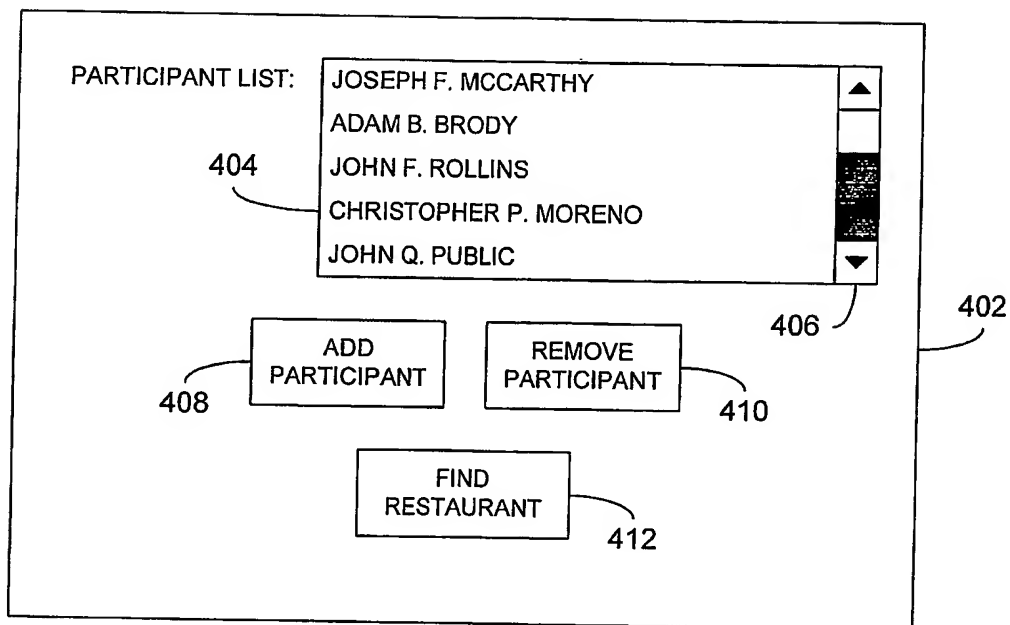 PARTICIPANT LIST:
JOSEPH F. MCCARTHY
ADAM B. BRODY
JOHN F. ROLLINS
CHRISTOPHER P. MORENO
JOHN Q. PUBLIC
404
406
402
ADD
PARTICIPANT
REMOVE
PARTICIPANT
408
410
FIND
RESTAURANT
412